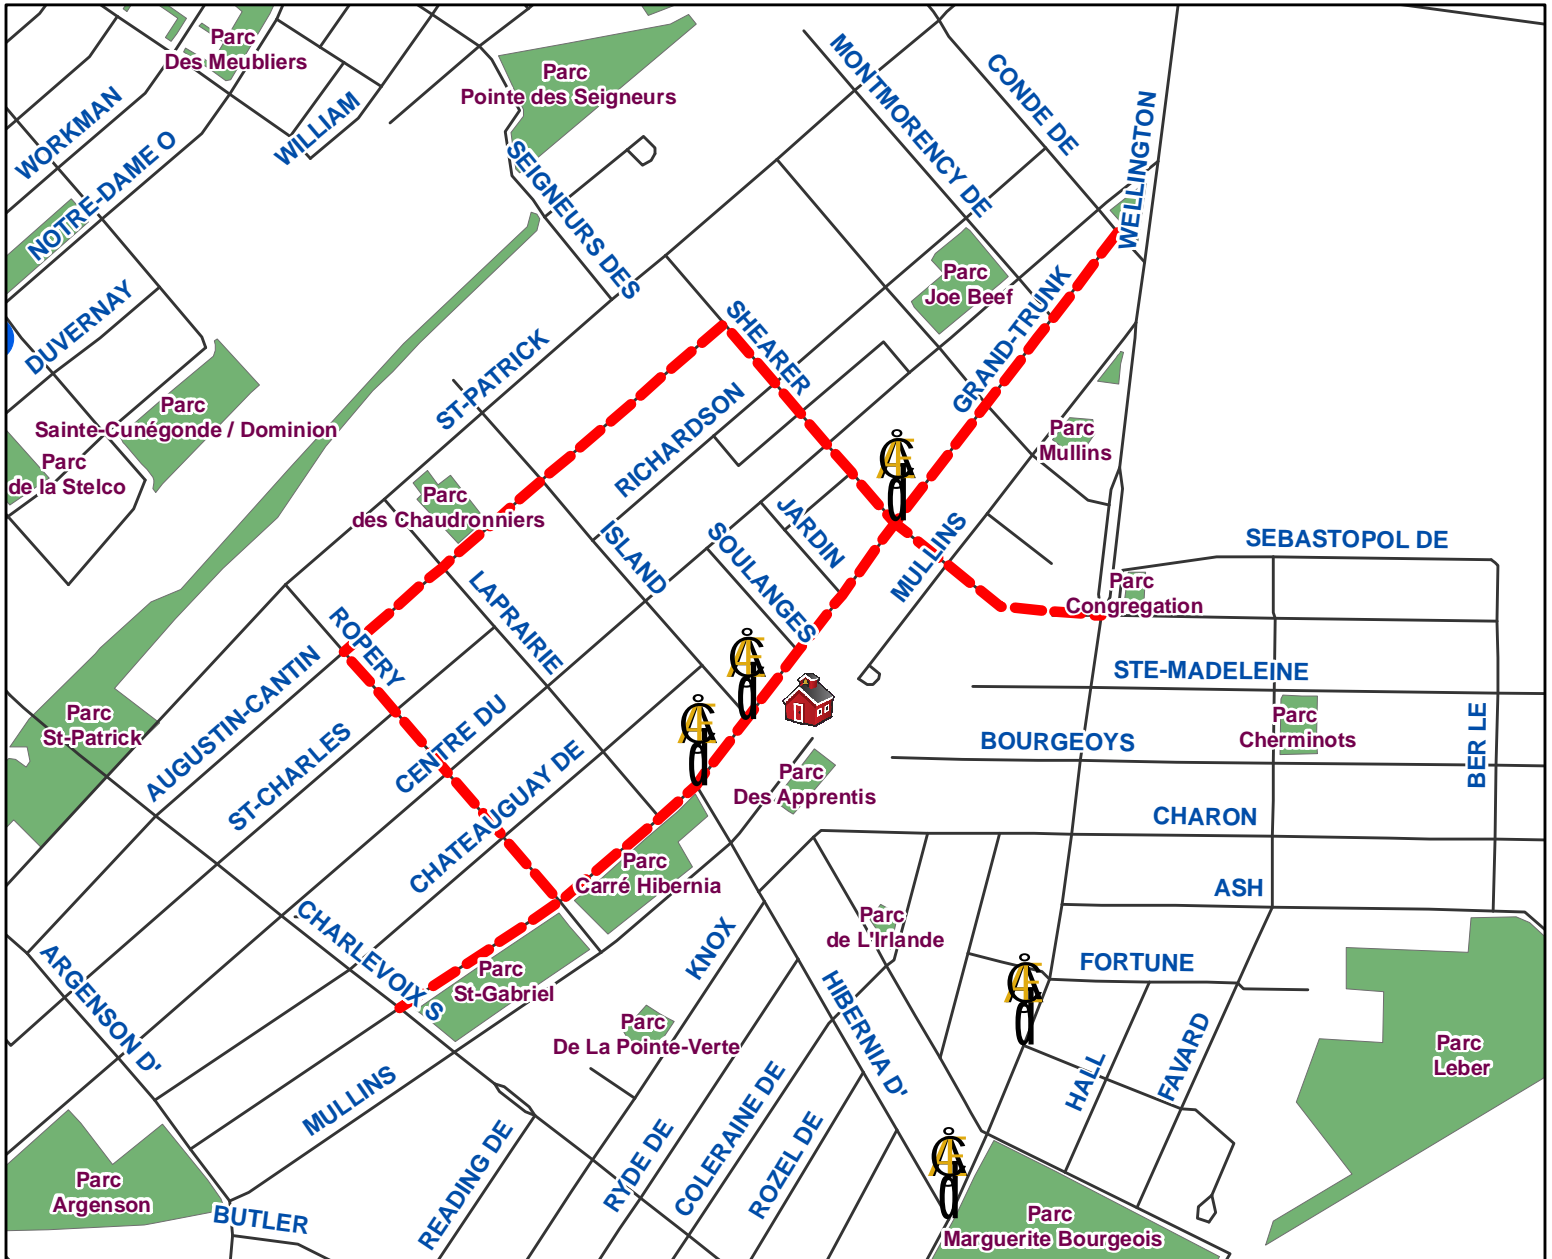 Parc
Des Meubliers
Parc
Pointe des Seigneurs
MONTMORENCY DE
CONDE DE
WELLINGTON
WORKMAN
WILLIAM
NOTRE-DAME O
SEIGNEURS DES
Parc
Joe Beef
DUVERNAY
ST-PATRICK
SHEARER
GRAND-TRUNK
Parc
Sainte-Cunégonde / Dominion
Parc
de la Stelco
RICHARDSON
Parc
Mullins
Parc
des Chaudronniers
ISLAND
SOULANGES
JARDIN
MULLINS
SEBASTOPOL DE
Parc
Congregation
LAPRAIRIE
ROPERY
AUGUSTIN-CANTIN
STE-MADELEINE
Parc
St-Patrick
ST-CHARLES
CENTRE DU
CHATEAUGUAY DE
BOURGEOYS
Parc
Cherminots
BER LE
Parc
Des Apprentis
CHARON
Parc
Carré Hibernia
ASH
CHARLEVOIX S
KNOX
Parc
de L'Irlande
FORTUNE
ARGENSON D'
Parc
St-Gabriel
HIBERNIA D'
Parc
De La Pointe-Verte
Parc
Leber
MULLINS
HALL
FAVARD
READING DE
RYDE DE
COLERAINE DE
ROZEL DE
Parc
Argenson
BUTLER
Parc
Marguerite Bourgeois